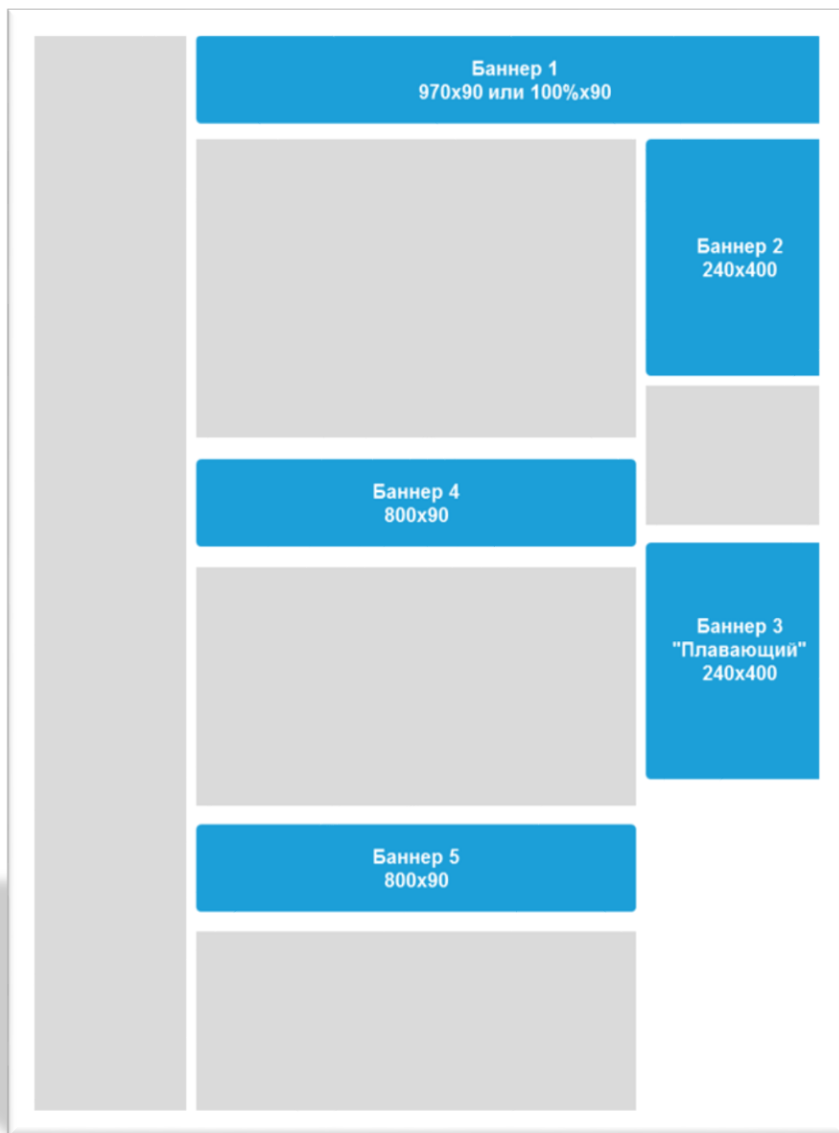 Баннер 1
970x90 или 100%x90
Баннер 2
240x400
Баннер 4
800x90
Баннер 3
"Плавающий"
240x400
Баннер 5
800x90